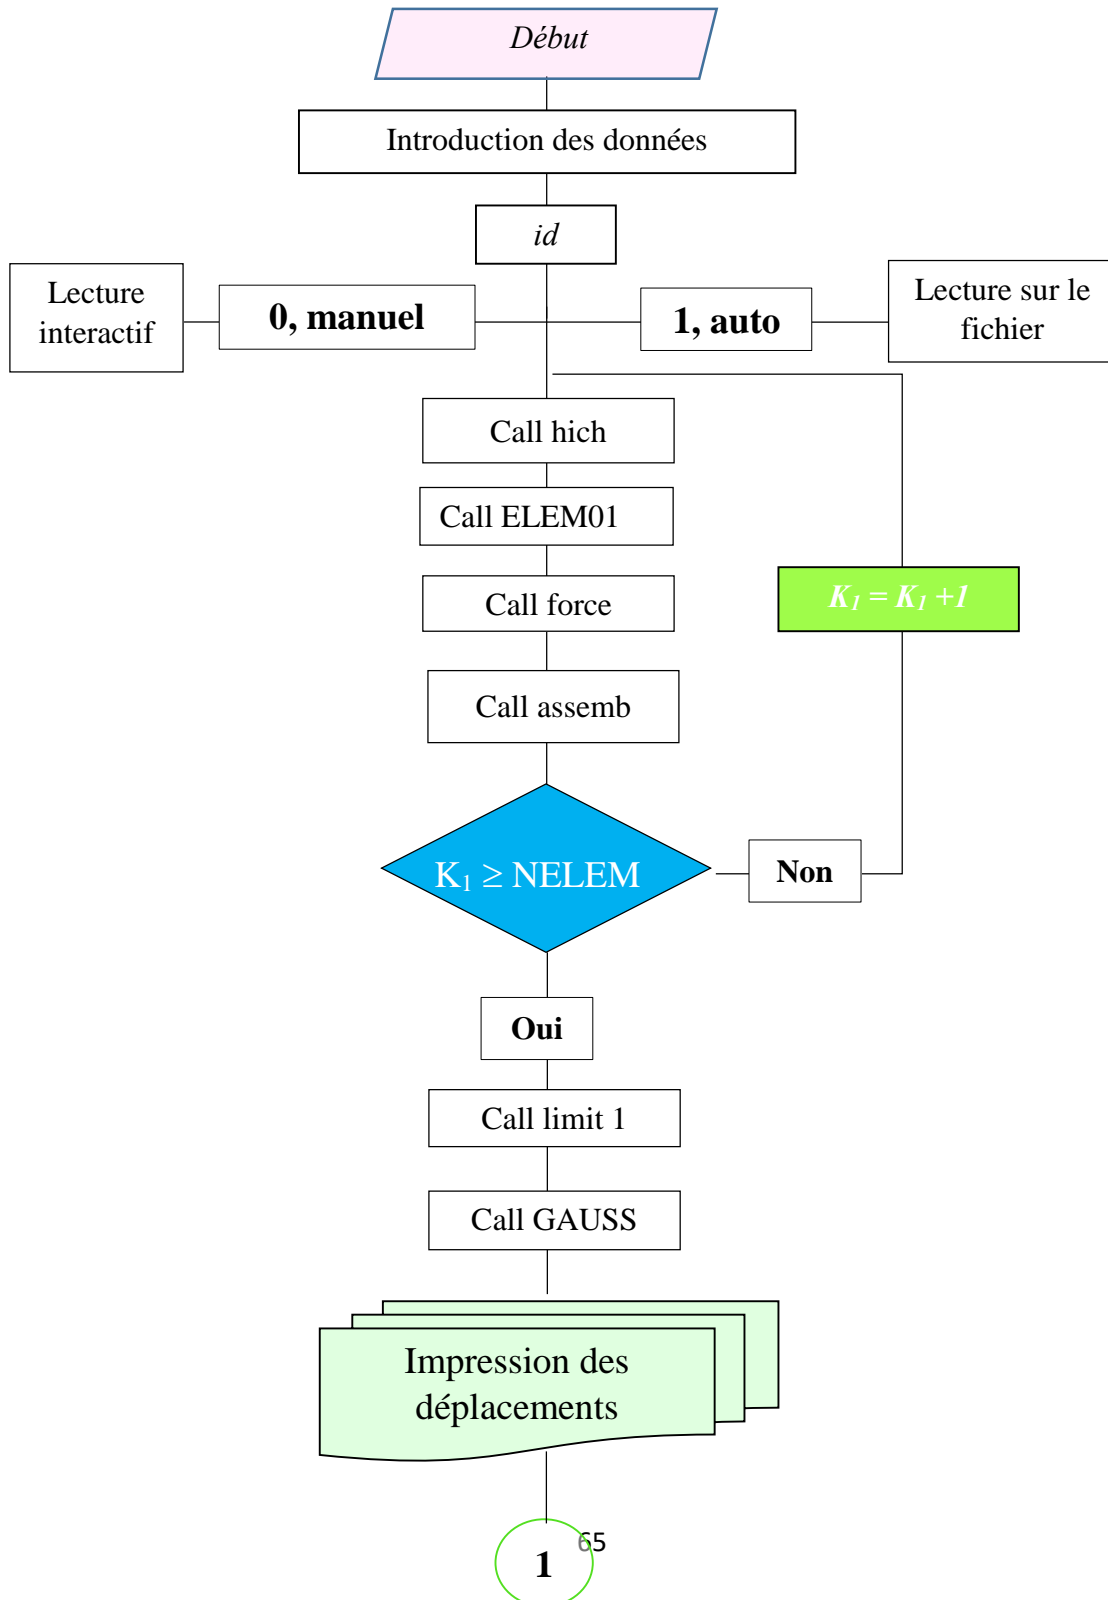 Début
Introduction des données
id
Lecture
interactif
0, manuel
1, auto
Lecture sur le
fichier
Call hich
Call ELEM01
Call force
K₁ = K₁ +1
Call assemb
K₁ ≥ NELEM
Non
Oui
Call limit 1
Call GAUSS
Impression des
déplacements
65
1